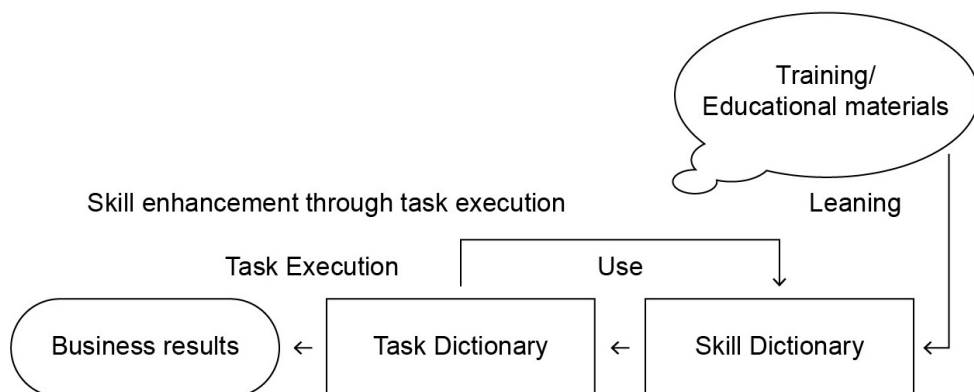 Training/
Educational materials
Skill enhancement through task execution
Leaning
Task Execution
Use
Business results
Task Dictionary
Skill Dictionary